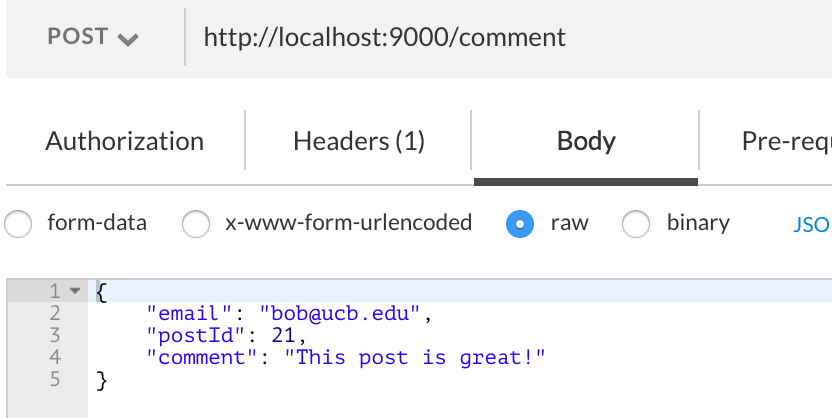 POST http://localhost:9000/comment
Authorization Headers (1) Body Pre-requ
form-data x-www-form-urlencoded raw binary JSO
1 {
2 "email": "bob@ucb.edu",
3 "postId": 21,
4 "comment": "This post is great!"
5 }